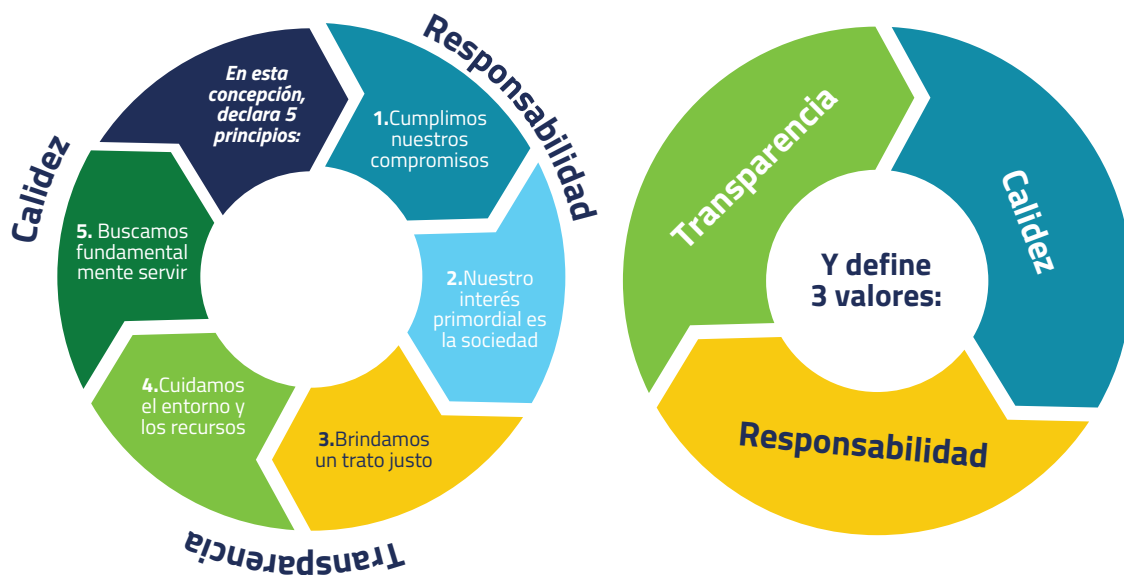 En esta
concepción,
declara 5
principios:
Responsabilidad
1.Cumplimos
nuestros
compromisos
2.Nuestro
interés
primordial es
la sociedad
3.Brindamos
un trato justo
Transparencia
4.Cuidamos
el entorno y
los recursos
5. Buscamos
fundamental
mente servir
Calidez
Y define
3 valores:
Transparencia
Calidez
Responsabilidad